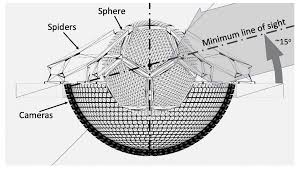 Sphere
Spiders
Minimum line of sight
~15°
Cameras